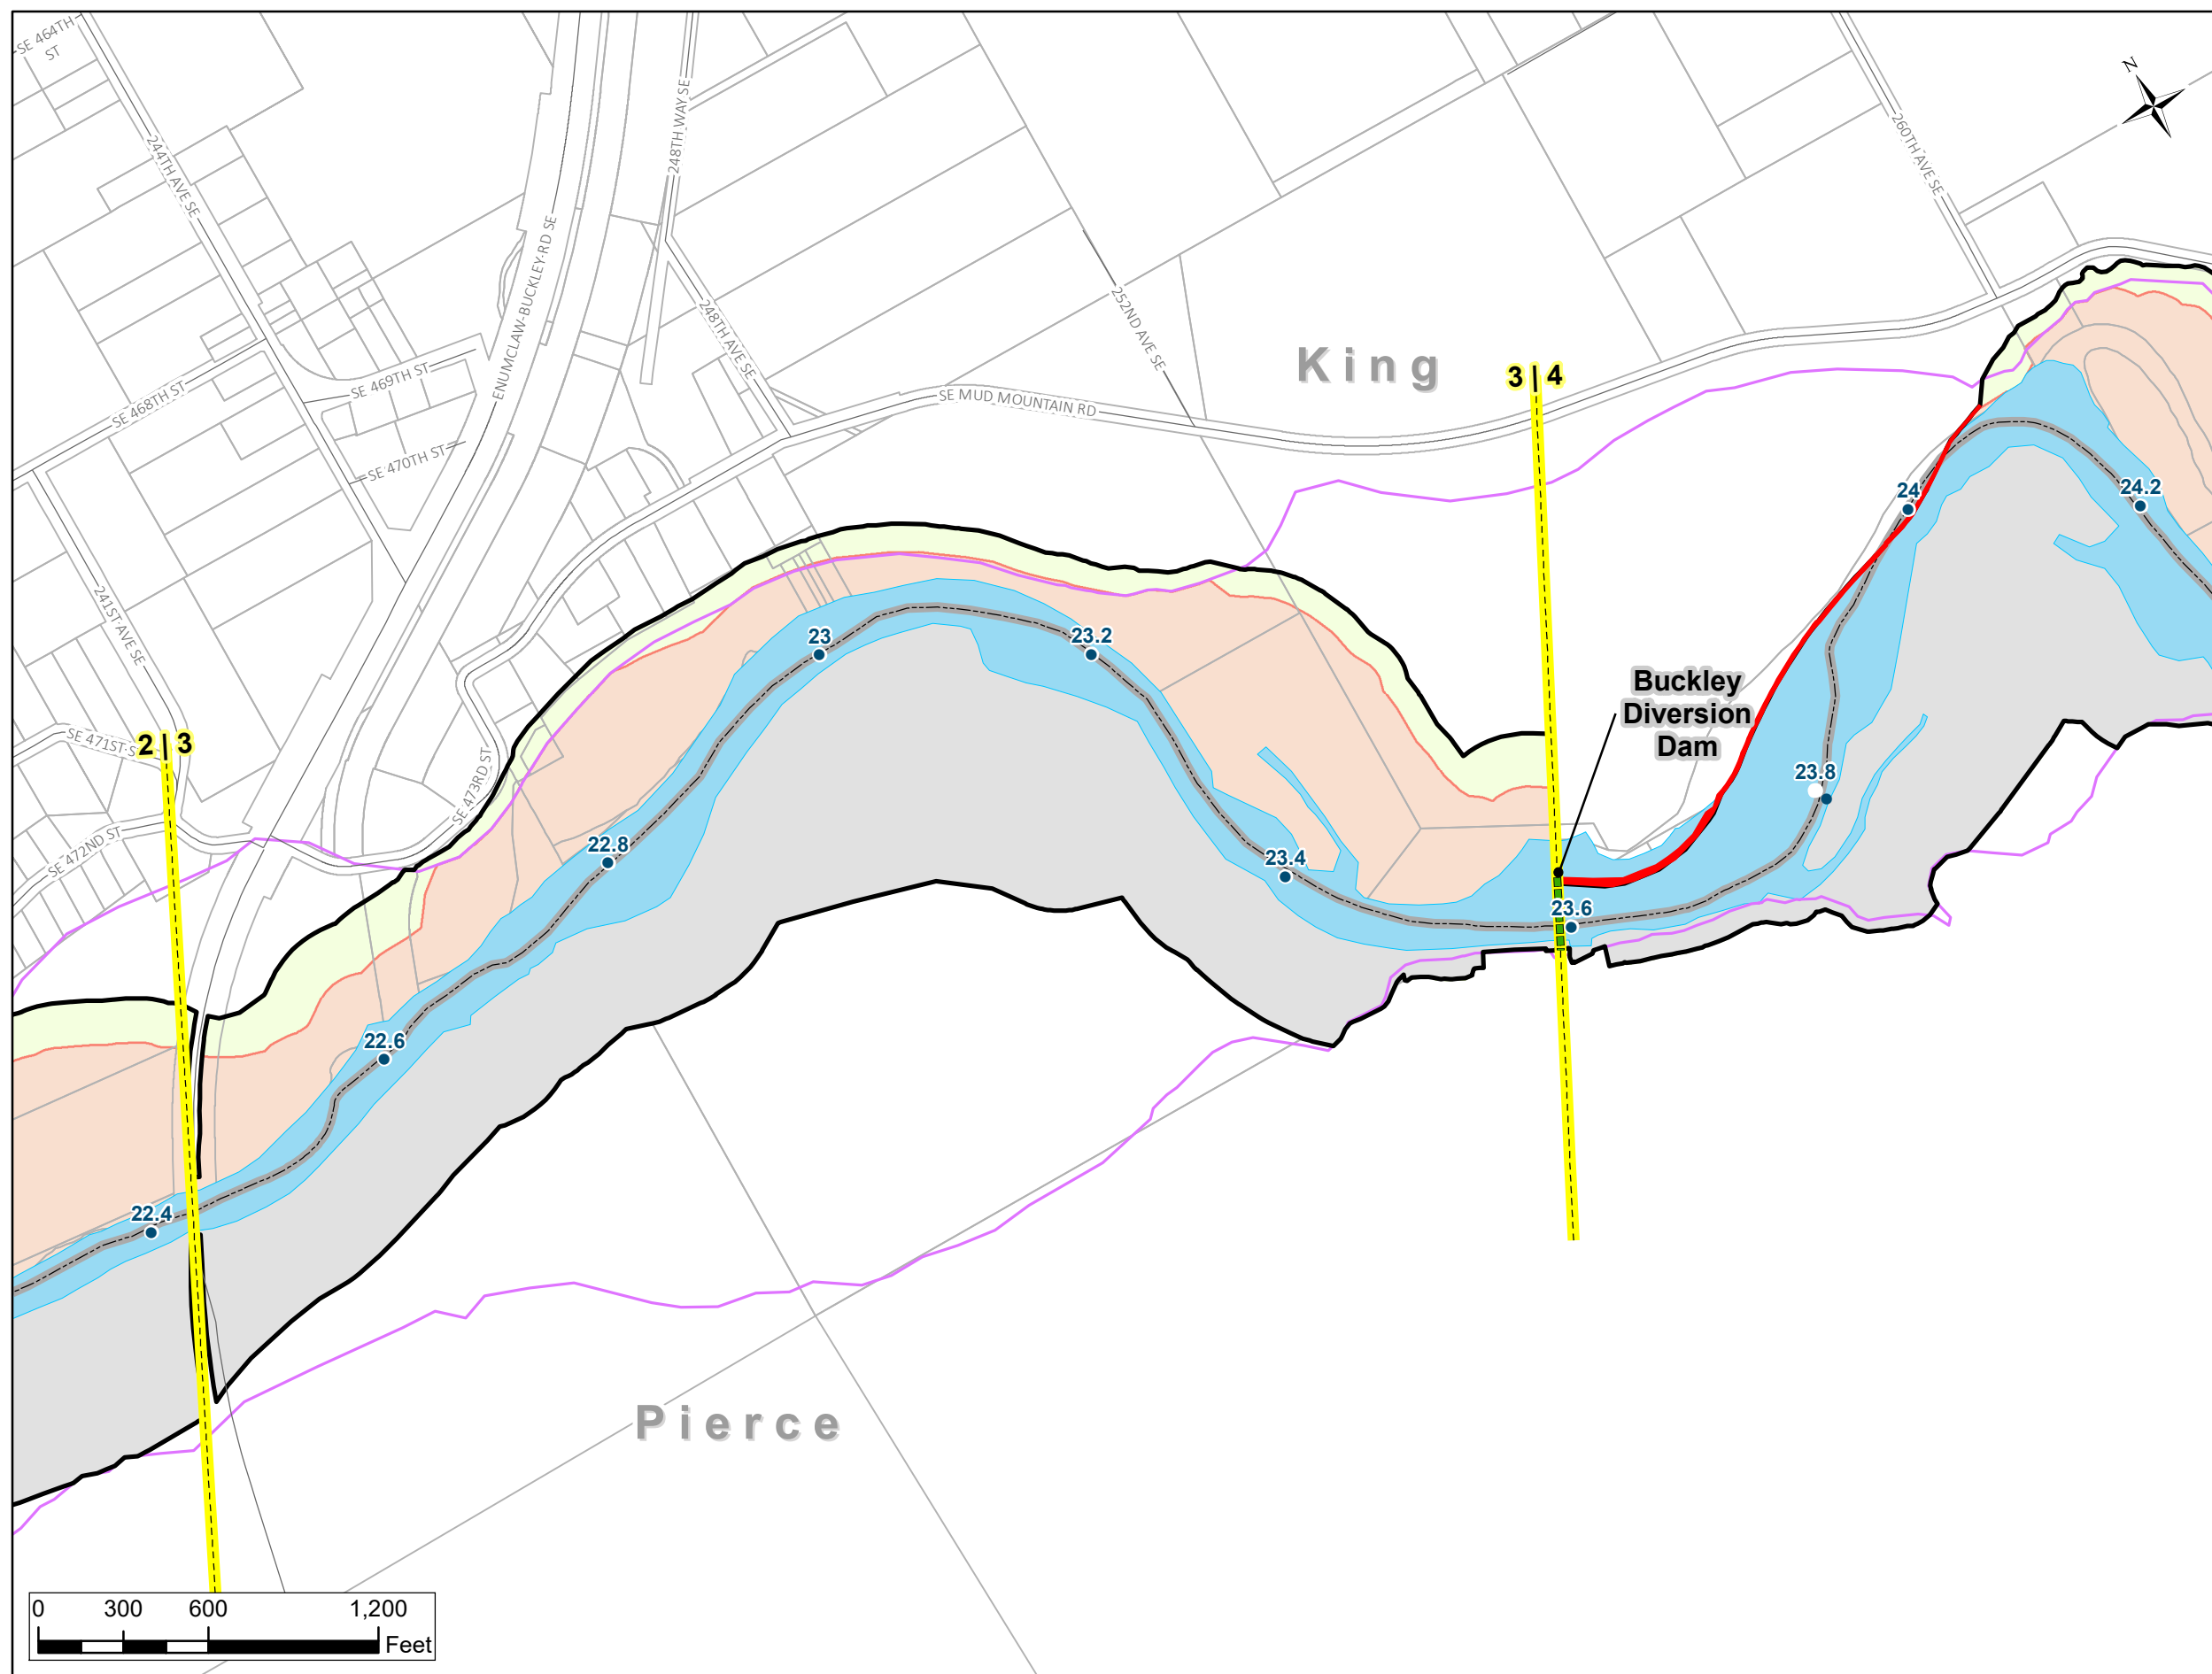 SE 464TH
ST
N
244TH AVE SE
ENUMCLAW-BUCKLEY-RD SE
248TH WAY SE
260TH AVE SE
252ND AVE SE
248TH AVE SE
King
SE 469TH ST
SE 468TH ST
SE MUD MOUNTAIN RD
3 4
SE 470TH ST
24
24.2
241ST AVE SE
23
23.2
Buckley
Diversion
Dam
SE 471ST S
2 3
SE 473RD ST
23.8
SE 472ND ST
22.8
23.4
23.6
22.6
22.4
Pierce
0 300 600 1,200
Feet